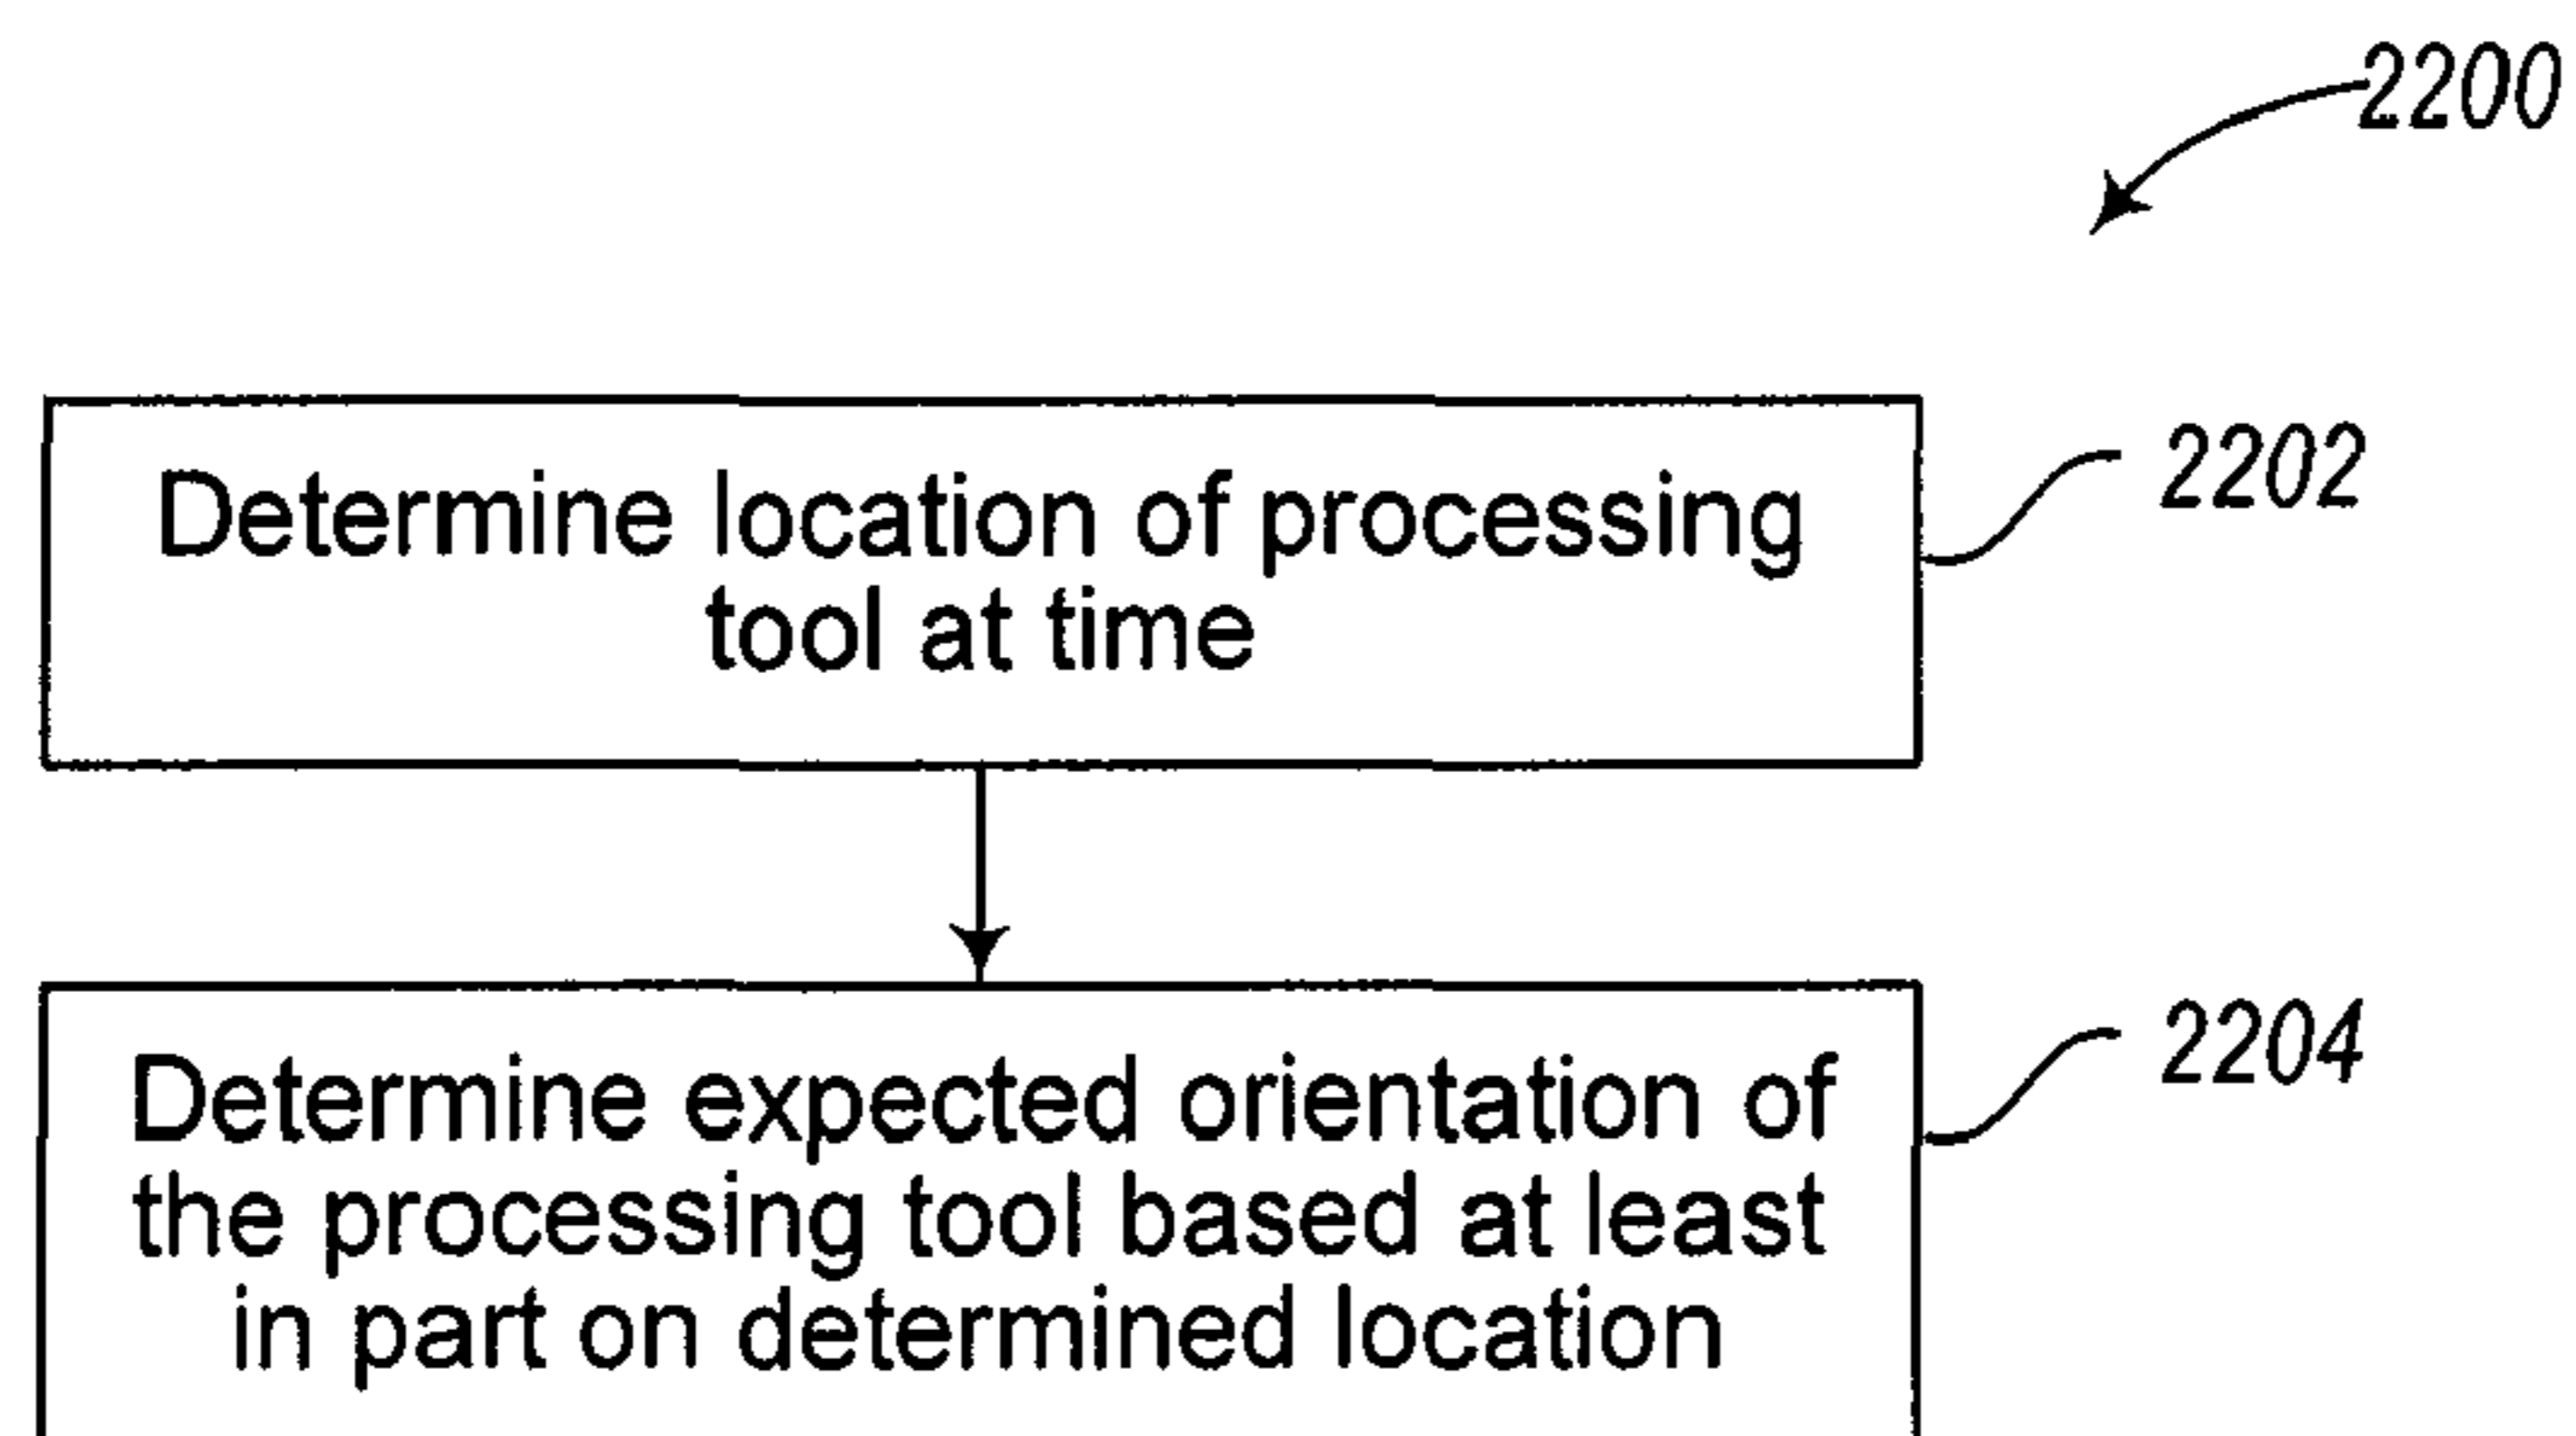 2200
Determine location of processing
tool at time
2202
Determine expected orientation of
the processing tool based at least
in part on determined location
2204